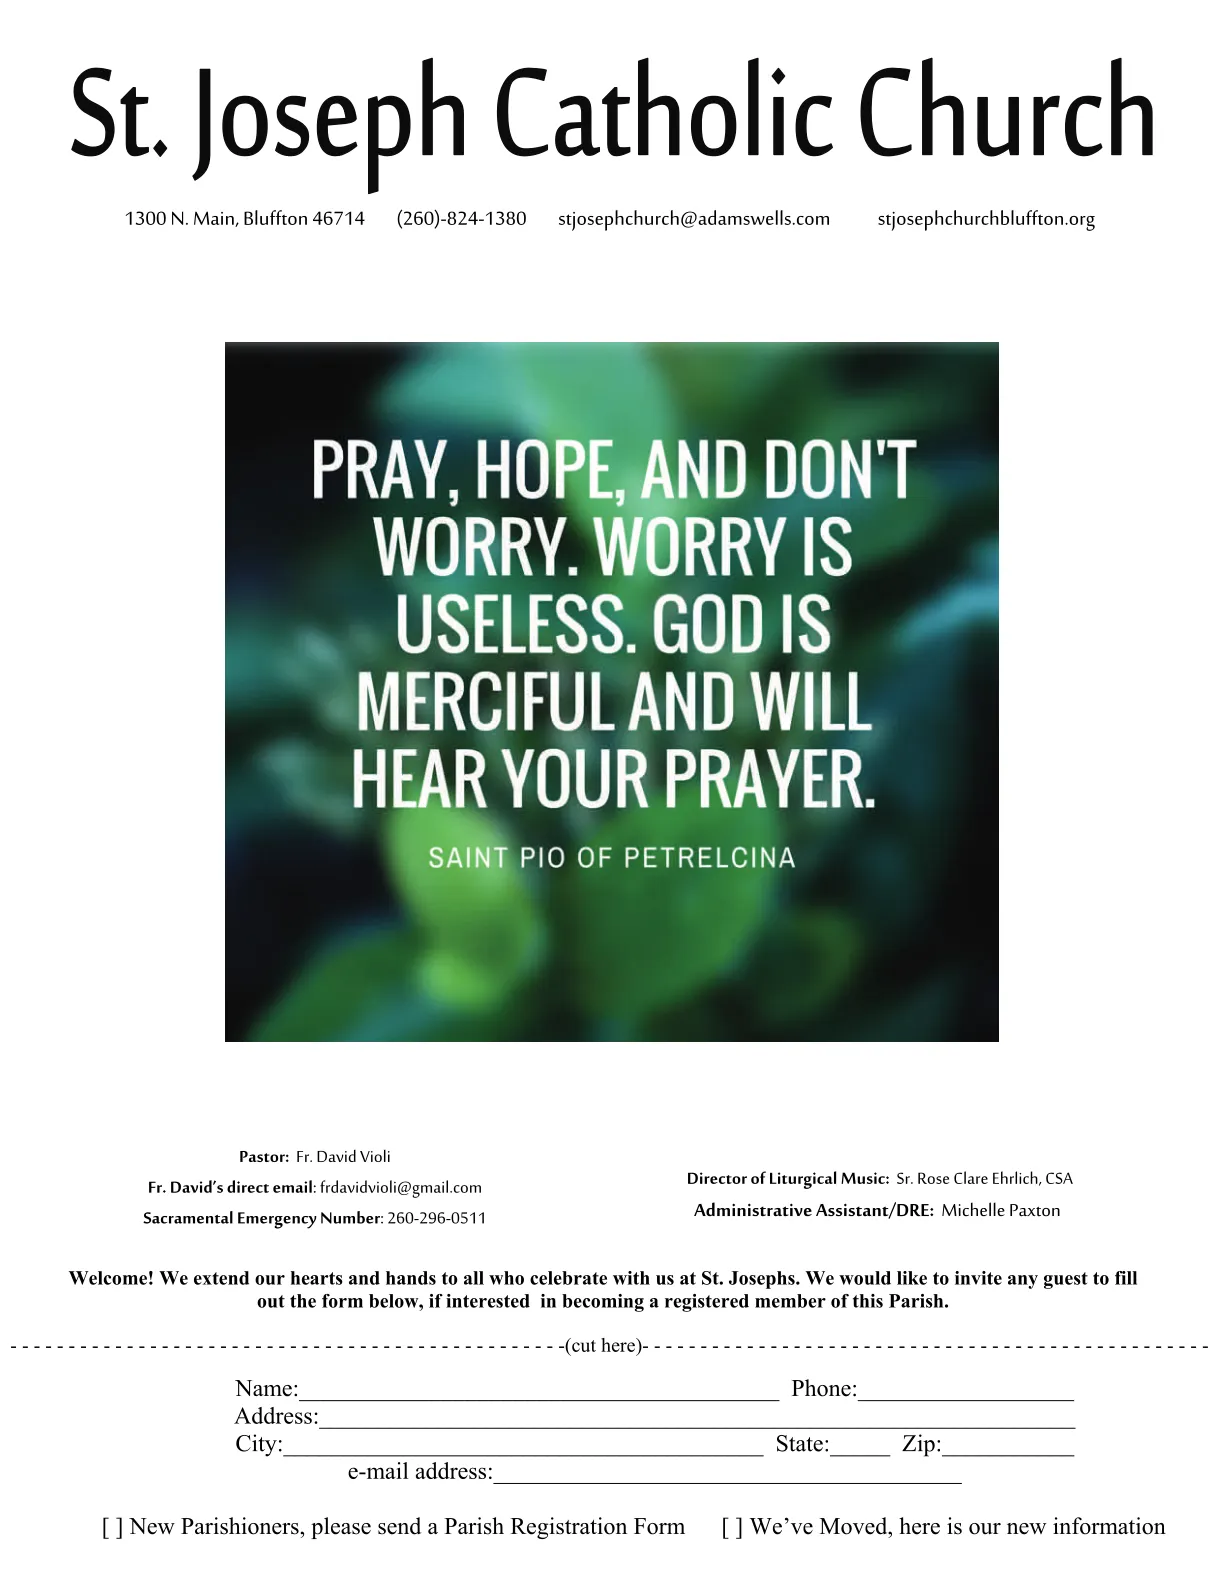 St. Joseph Catholic Church
1300 N. Main, Bluffton 46714 (260)-824-1380 stjosephchurch@adamswells.com stjosephchurchbluffton.org
PRAY, HOPE, AND DON'T
WORRY. WORRY IS
USELESS. GOD IS
MERCIFUL AND WILL
HEAR YOUR PRAYER.
SAINT PIO OF PETRELCINA
Pastor: Fr. David Violi
Fr. David’s direct email: frdavidvioli@gmail.com
Sacramental Emergency Number: 260-296-0511
Director of Liturgical Music: Sr. Rose Clare Ehrlich, CSA
Administrative Assistant/DRE: Michelle Paxton
Welcome! We extend our hearts and hands to all who celebrate with us at St. Josephs. We would like to invite any guest to fill
out the form below, if interested in becoming a registered member of this Parish.
- - - - - - - - - - - - - - - - - - - - - - - - - - - - - - - - - - - - - - - - - - - - - - - -(cut here)- - - - - - - - - - - - - - - - - - - - - - - - - - - - - - - - - - - - - - - - - - - - - - - - -
Name:________________________________________ Phone:__________________
Address:_______________________________________________________________
City:________________________________________ State:_____ Zip:___________
e-mail address:_______________________________________
[ ] New Parishioners, please send a Parish Registration Form [ ] We’ve Moved, here is our new information